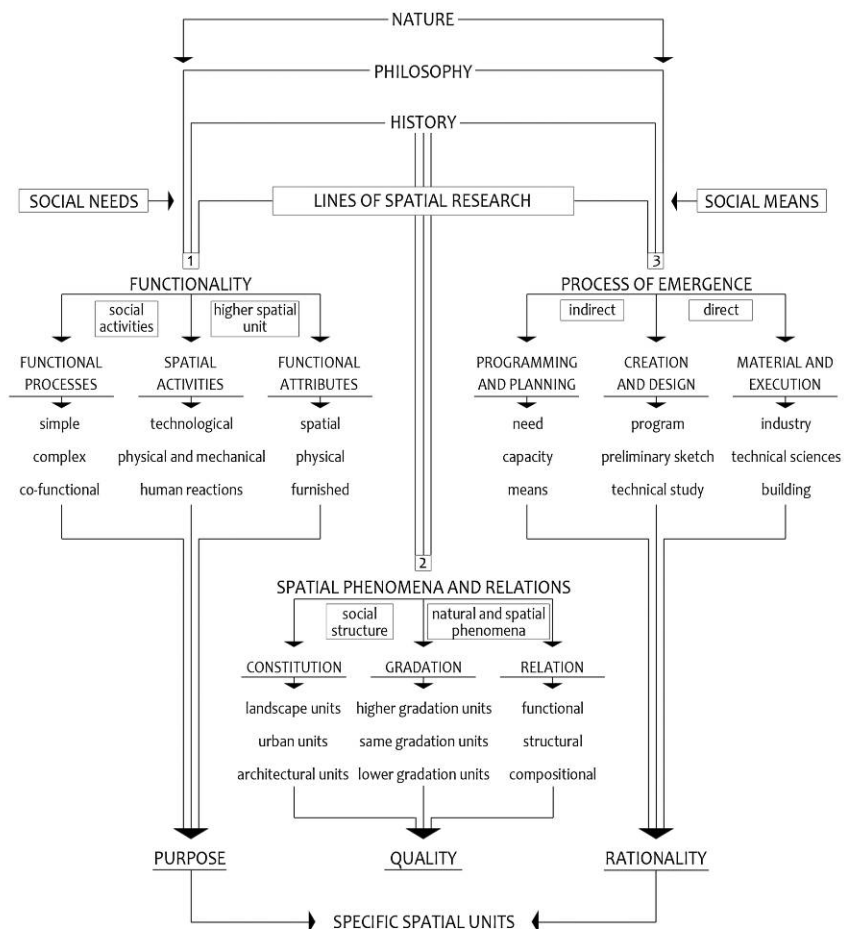 NATURE
PHILOSOPHY
HISTORY
SOCIAL NEEDS
LINES OF SPATIAL RESEARCH
SOCIAL MEANS
1
FUNCTIONALITY
social
activities
higher spatial
unit
FUNCTIONAL
PROCESSES
simple
complex
co-functional
SPATIAL
ACTIVITIES
technological
physical and mechanical
human reactions
FUNCTIONAL
ATTRIBUTES
spatial
physical
furnished
3
PROCESS OF EMERGENCE
indirect
direct
PROGRAMMING
AND PLANNING
need
capacity
means
CREATION
AND DESIGN
program
preliminary sketch
technical study
MATERIAL AND
EXECUTION
industry
technical sciences
building
2
SPATIAL PHENOMENA AND RELATIONS
social
structure
natural and spatial
phenomena
CONSTITUTION
landscape units
urban units
architectural units
GRADATION
higher gradation units
same gradation units
lower gradation units
RELATION
functional
structural
compositional
PURPOSE
QUALITY
RATIONALITY
SPECIFIC SPATIAL UNITS